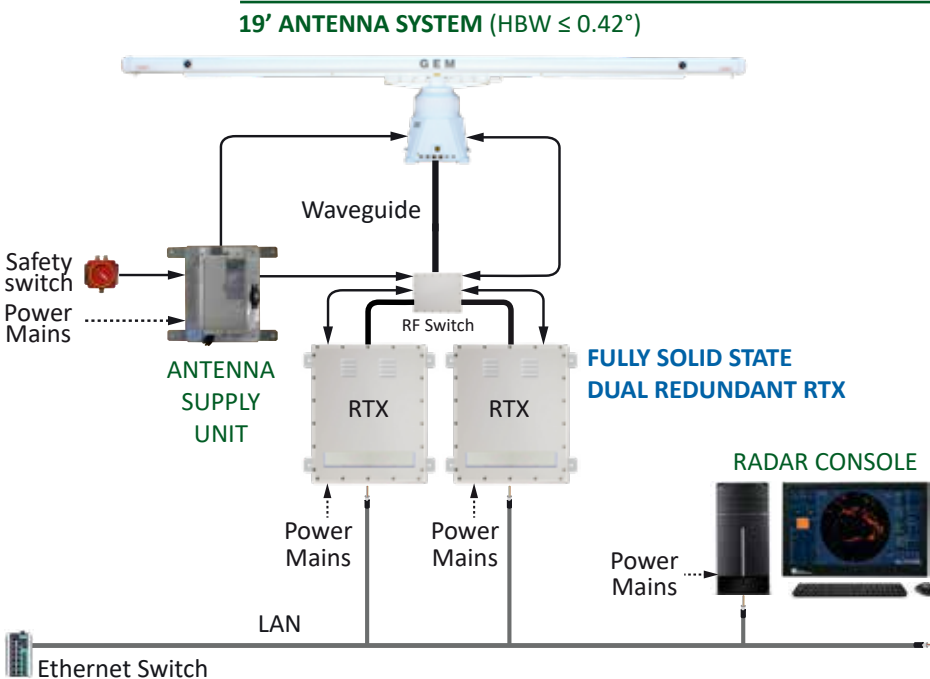 19’ ANTENNA SYSTEM (HBW ≤ 0.42°)
GEM
Waveguide
Safety
switch
Power
Mains
RF Switch
ANTENNA
SUPPLY
UNIT
FULLY SOLID STATE
DUAL REDUNDANT RTX
RTX
RTX
RADAR CONSOLE
Power
Mains
Power
Mains
Power
Mains
LAN
Ethernet Switch